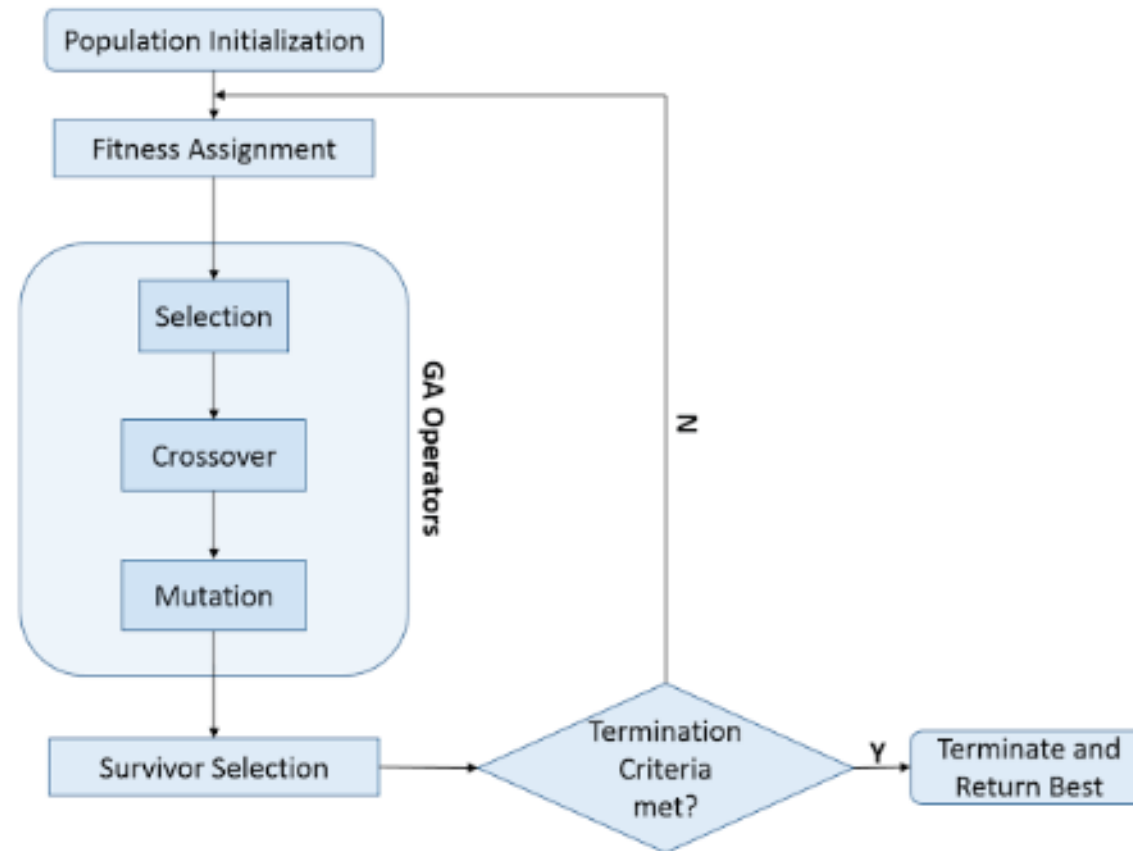 Population Initialization
Fitness Assignment
Selection
Crossover
Mutation
GA Operators
Survivor Selection
Termination
Criteria
met?
N
Y
Terminate and
Return Best